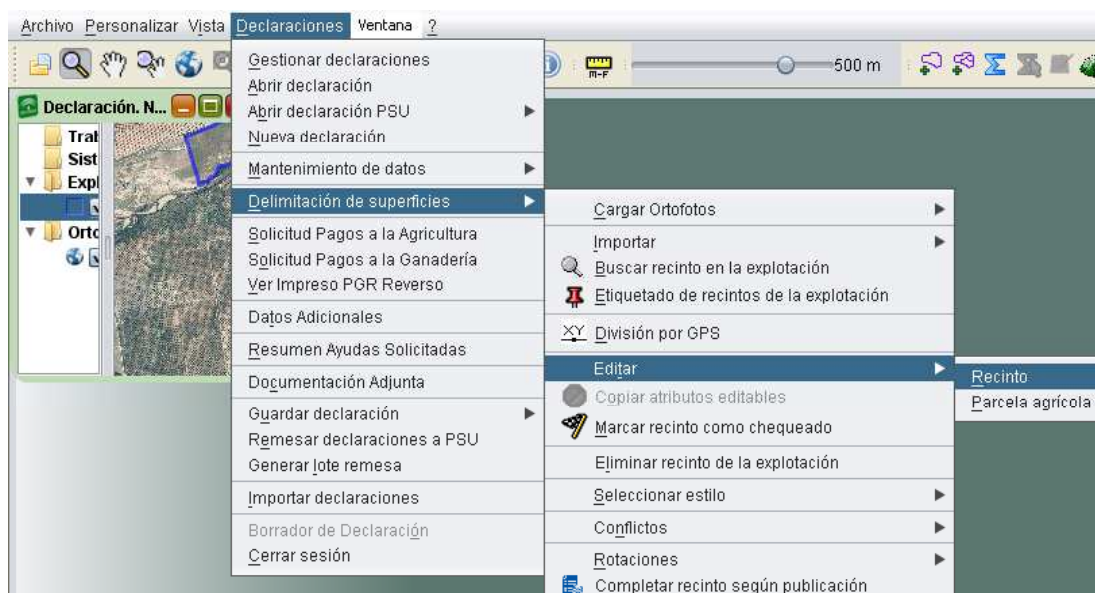 Archivo Personalizar Vista Declaraciones Ventana ?
m-F
500 m
Declaración. N...
Sist
Gestionar declaraciones
Abrir declaración
Abrir declaración PSU
Nueva declaración
Mantenimiento de datos
Delimitación de superficies
Solicitud Pagos a la Agricultura
Solicitud Pagos a la Ganadería
Ver Impreso PGR Reverso
Datos Adicionales
Resumen Ayudas Solicitadas
Documentación Adjunta
Guardar declaración
Remesar declaraciones a PSU
Generar lote remesa
Importar declaraciones
Borrador de Declaración
Cerrar sesión
Cargar Ortofotos
Importar
Buscar recinto en la explotación
Etiquetado de recintos de la explotación
XY División por GPS
Editar
Copiar atributos editables
Marcar recinto como chequeado
Eliminar recinto de la explotación
Seleccionar estilo
Conflictos
Rotaciones
Completar recinto según publicación
Recinto
Parcela agrícola